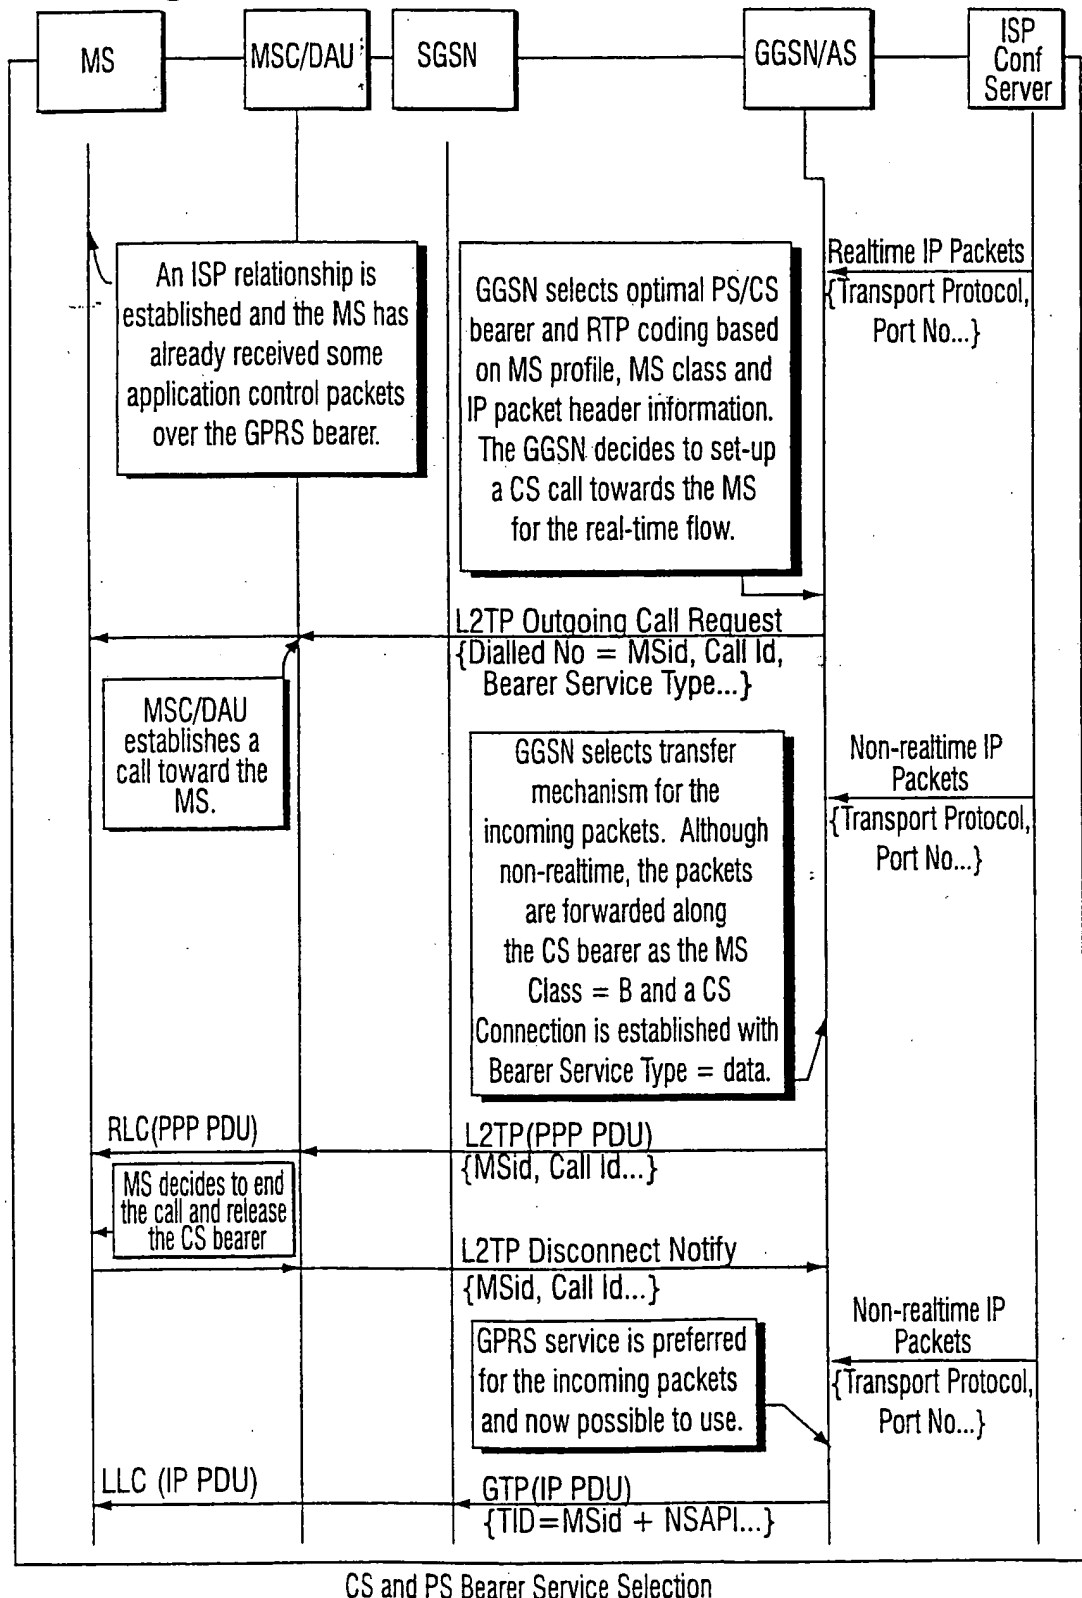 MS
MSC/DAU
SGSN
GGSN/AS
ISP
Conf
Server
An ISP relationship is
established and the MS has
already received some
application control packets
over the GPRS bearer.
GGSN selects optimal PS/CS
bearer and RTP coding based
on MS profile, MS class and
IP packet header information.
The GGSN decides to set-up
a CS call towards the MS
for the real-time flow.
Realtime IP Packets
{Transport Protocol,
Port No...}
L2TP Outgoing Call Request
{Dialled No = MSid, Call Id,
Bearer Service Type...}
MSC/DAU
establishes a
call toward the
MS.
GGSN selects transfer
mechanism for the
incoming packets. Although
non-realtime, the packets
are forwarded along
the CS bearer as the MS
Class = B and a CS
Connection is established with
Bearer Service Type = data.
Non-realtime IP
Packets
{Transport Protocol,
Port No...}
RLC(PPP PDU)
L2TP(PPP PDU)
{MSid, Call Id...}
MS decides to end
the call and release
the CS bearer
L2TP Disconnect Notify
{MSid, Call Id...}
GPRS service is preferred
for the incoming packets
and now possible to use.
Non-realtime IP
Packets
{Transport Protocol,
Port No...}
LLC (IP PDU)
GTP(IP PDU)
{TID=MSid + NSAPI...}
CS and PS Bearer Service Selection